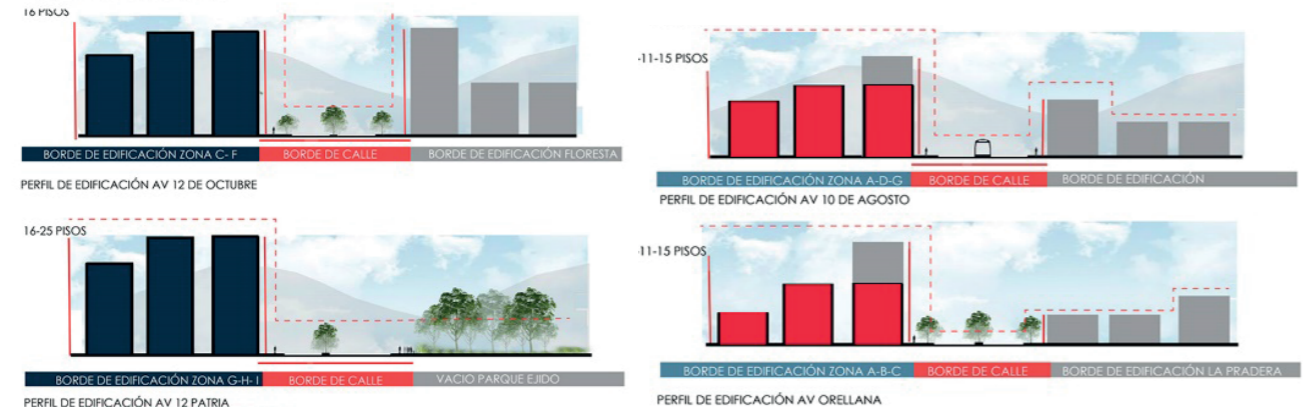 16 PISOS
BORDE DE EDIFICACIÓN ZONA C- F
BORDE DE CALLE
BORDE DE EDIFICACIÓN FLORESTA
PERFIL DE EDIFICACIÓN AV 12 DE OCTUBRE
-11-15 PISOS
BORDE DE EDIFICACIÓN ZONA A-D-G
BORDE DE CALLE
BORDE DE EDIFICACIÓN
PERFIL DE EDIFICACIÓN AV 10 DE AGOSTO
16-25 PISOS
BORDE DE EDIFICACIÓN ZONA G-H- I
BORDE DE CALLE
VACIO PARQUE EJIDO
PERFIL DE EDIFICACIÓN AV 12 PATRIA
-11-15 PISOS
BORDE DE EDIFICACIÓN ZONA A-B-C
BORDE DE CALLE
BORDE DE EDIFICACIÓN LA PRADERA
PERFIL DE EDIFICACIÓN AV ORELLANA